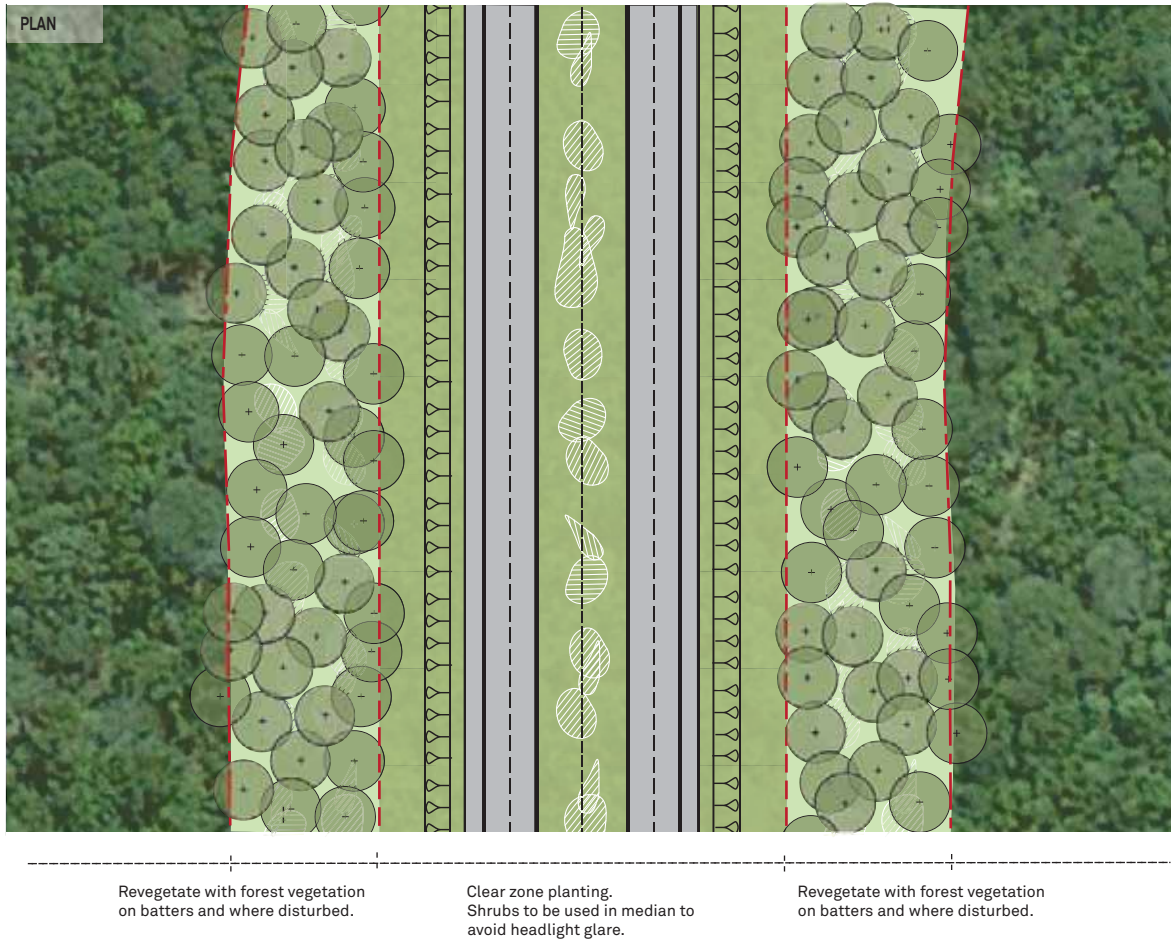 PLAN
Revegetate with forest vegetation
on batters and where disturbed.
Clear zone planting.
Shrubs to be used in median to
avoid headlight glare.
Revegetate with forest vegetation
on batters and where disturbed.